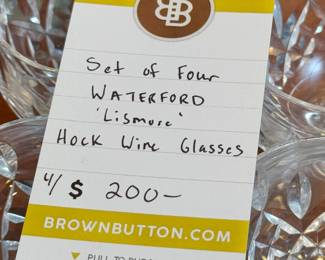 Set of Four
WATERFORD
'Lismore'
Hock Wine Glasses
4/ $ 200–
BROWNBUTTON.COM